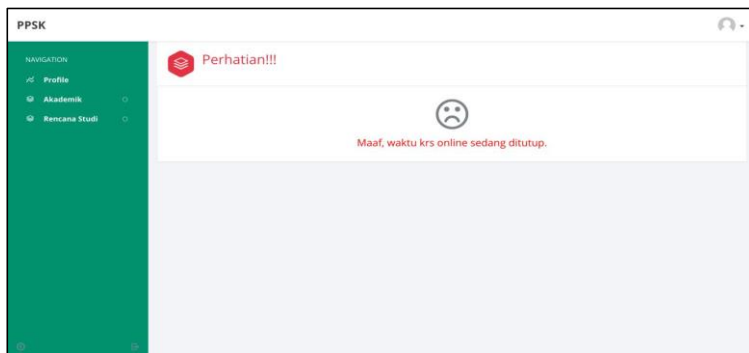 PPSK
NAVIGATION
Profile
Akademik
Rencana Studi
Perhatian!!!
Maaf, waktu krs online sedang ditutup.